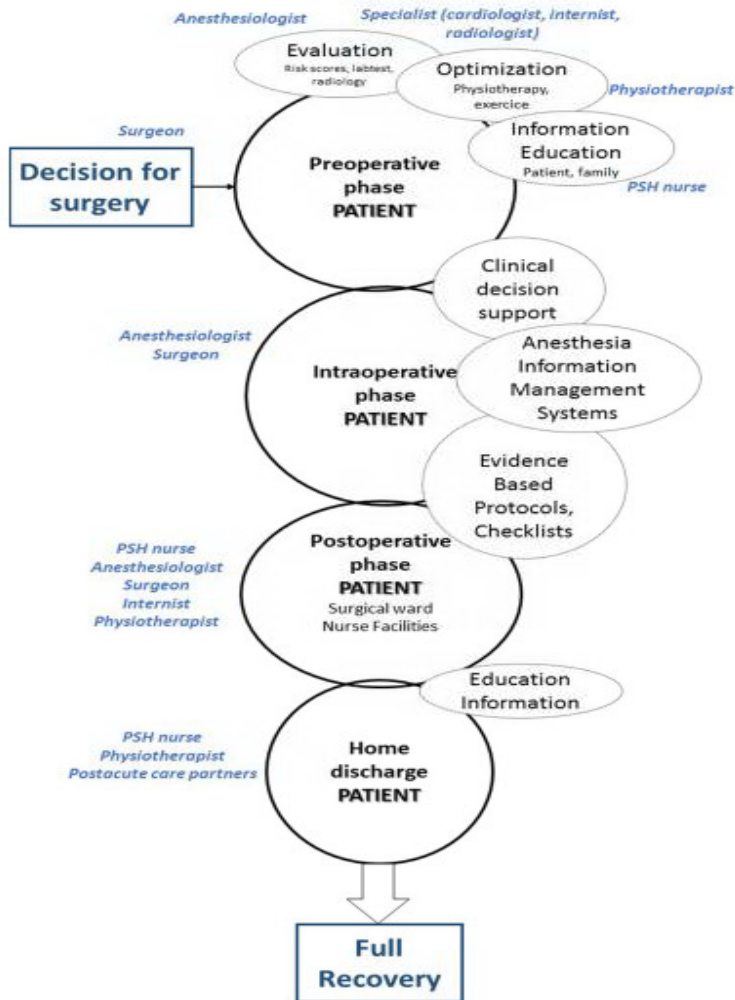 Anesthesiologist
Specialist (cardiologist, internist,
radiologist)
Evaluation
Risk scores, labtest,
radiology
Optimization
Physiotherapy,
exercice
Physiotherapist
Information
Education
Patient, family
PSH nurse
Surgeon
Decision for
surgery
Preoperative
phase
PATIENT
Clinical
decision
support
Anesthesiologist
Surgeon
Intraoperative
phase
PATIENT
Anesthesia
Information
Management
Systems
Evidence
Based
Protocols,
Checklists
PSH nurse
Anesthesiologist
Surgeon
Internist
Physiotherapist
Postoperative
phase
PATIENT
Surgical ward
Nurse Facilities
Education
Information
PSH nurse
Physiotherapist
Postacute care partners
Home
discharge
PATIENT
Full
Recovery